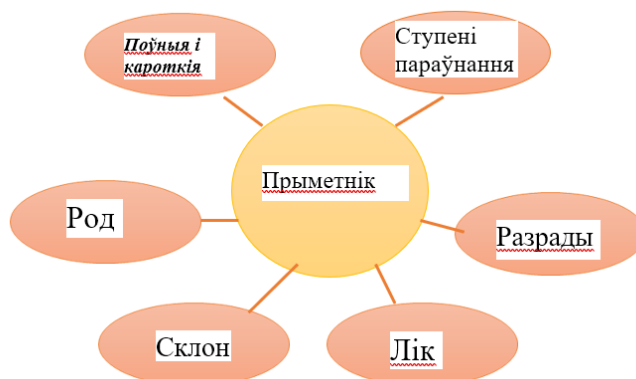 Поўныя і
кароткія
Ступені
параўнання
Прыметнік
Род
Разрады
Склон
Лік